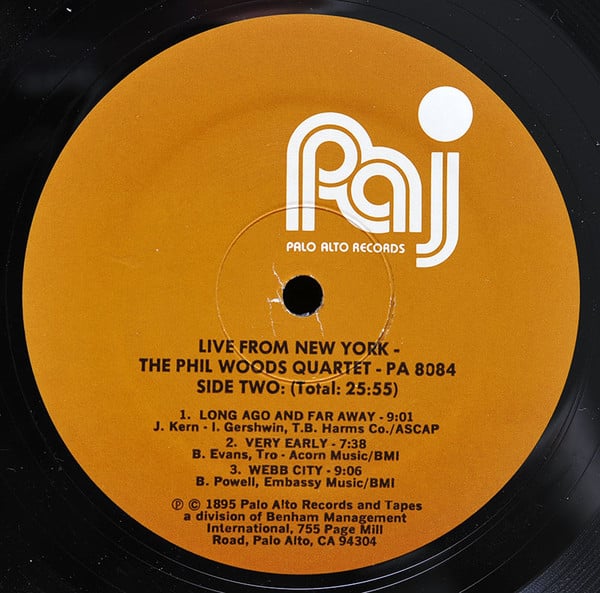 Paj
PALO ALTO RECORDS
LIVE FROM NEW YORK -
THE PHIL WOODS QUARTET - PA 8084
SIDE TWO: (Total: 25:55)
1. LONG AGO AND FAR AWAY - 9:01
J. Kern - I. Gershwin, T.B. Harms Co./ASCAP
2. VERY EARLY - 7:38
B. Evans, Tro - Acorn Music/BMI
3. WEBB CITY - 9:06
B. Powell, Embassy Music/BMI
℗ © 1895 Palo Alto Records and Tapes
a division of Benham Management
International, 755 Page Mill
Road, Palo Alto, CA 94304